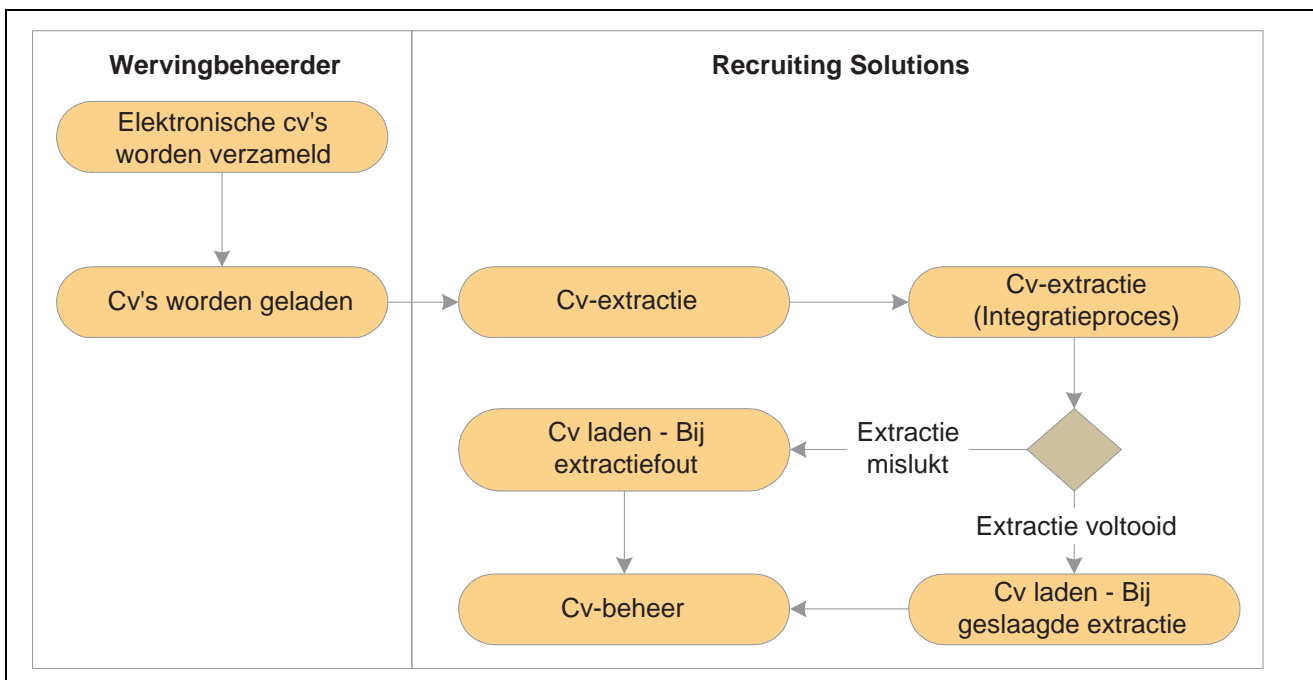 Wervingbeheerder
Recruiting Solutions
Elektronische cv's
worden verzameld
Cv's worden geladen
Cv-extractie
Cv-extractie
(Integratieproces)
Cv laden - Bij
extractiefout
Extractie
mislukt
Extractie voltooid
Cv-beheer
Cv laden - Bij
geslaagde extractie